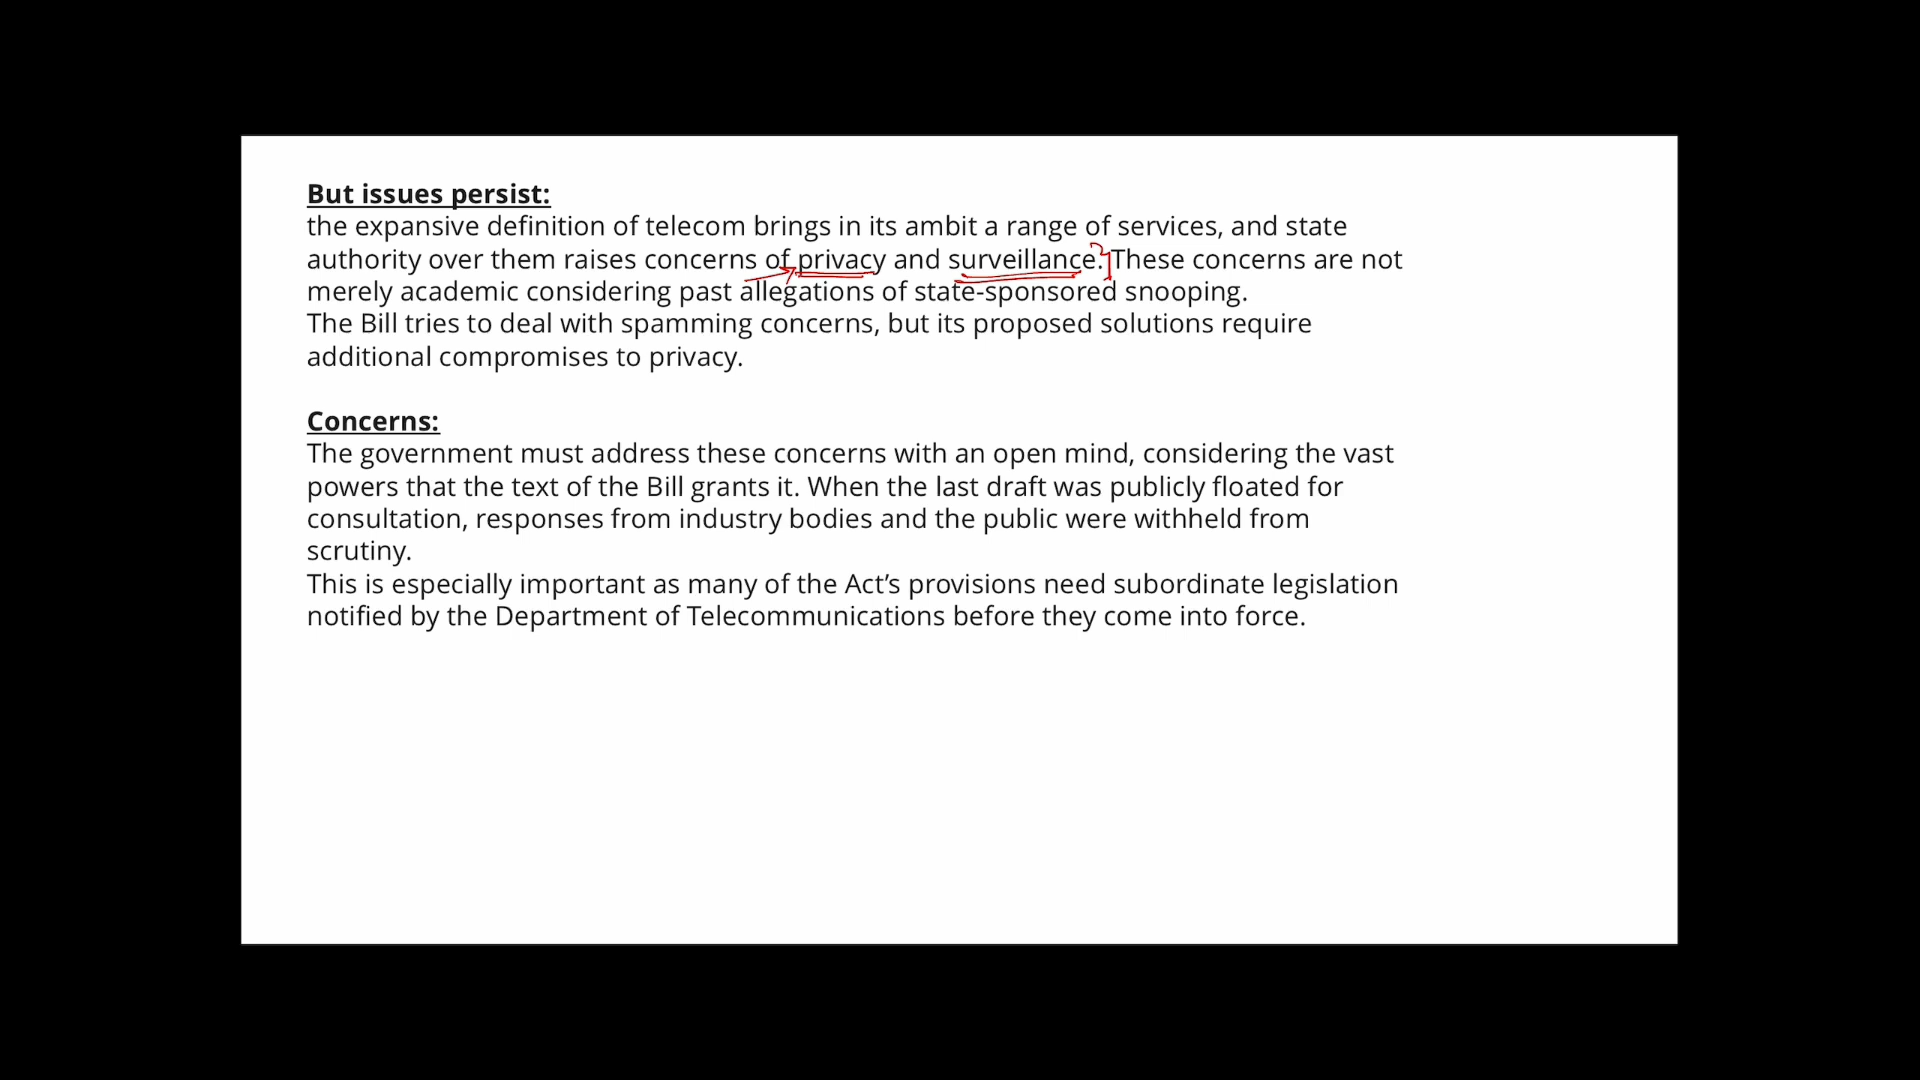 But issues persist:
the expansive definition of telecom brings in its ambit a range of services, and state
authority over them raises concerns of privacy and surveillance. These concerns are not
merely academic considering past allegations of state-sponsored snooping.
The Bill tries to deal with spamming concerns, but its proposed solutions require
additional compromises to privacy.
Concerns:
The government must address these concerns with an open mind, considering the vast
powers that the text of the Bill grants it. When the last draft was publicly floated for
consultation, responses from industry bodies and the public were withheld from
scrutiny.
This is especially important as many of the Act’s provisions need subordinate legislation
notified by the Department of Telecommunications before they come into force.